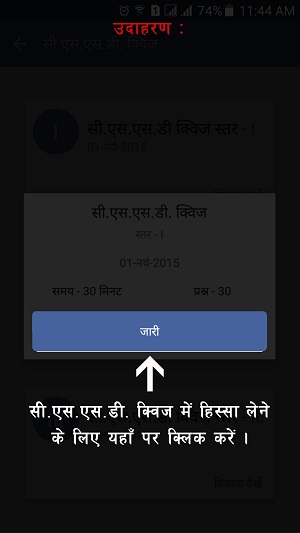 74% 11:44 AM
उदाहरण :
सी.एस.एस.डी. क्विज
सी.एस.एस.डी क्विज स्तर - I
01-नवं-2015
सी.एस.एस.डी. क्विज
स्तर - I
01-नवं-2015
समय - 30 मिनट प्रश्न - 30
जारी
सी.एस.एस.डी. क्विज में हिस्सा लेने
के लिए यहाँ पर क्लिक करें ।
विवरण देखें